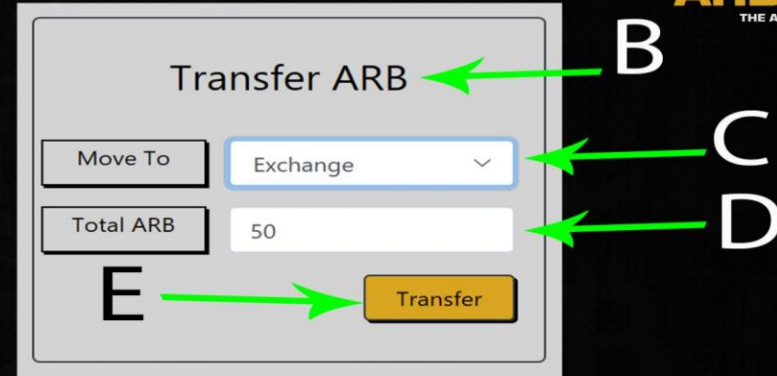 THE A
B
Transfer ARB
C
Move To Exchange
D
Total ARB 50
E
Transfer